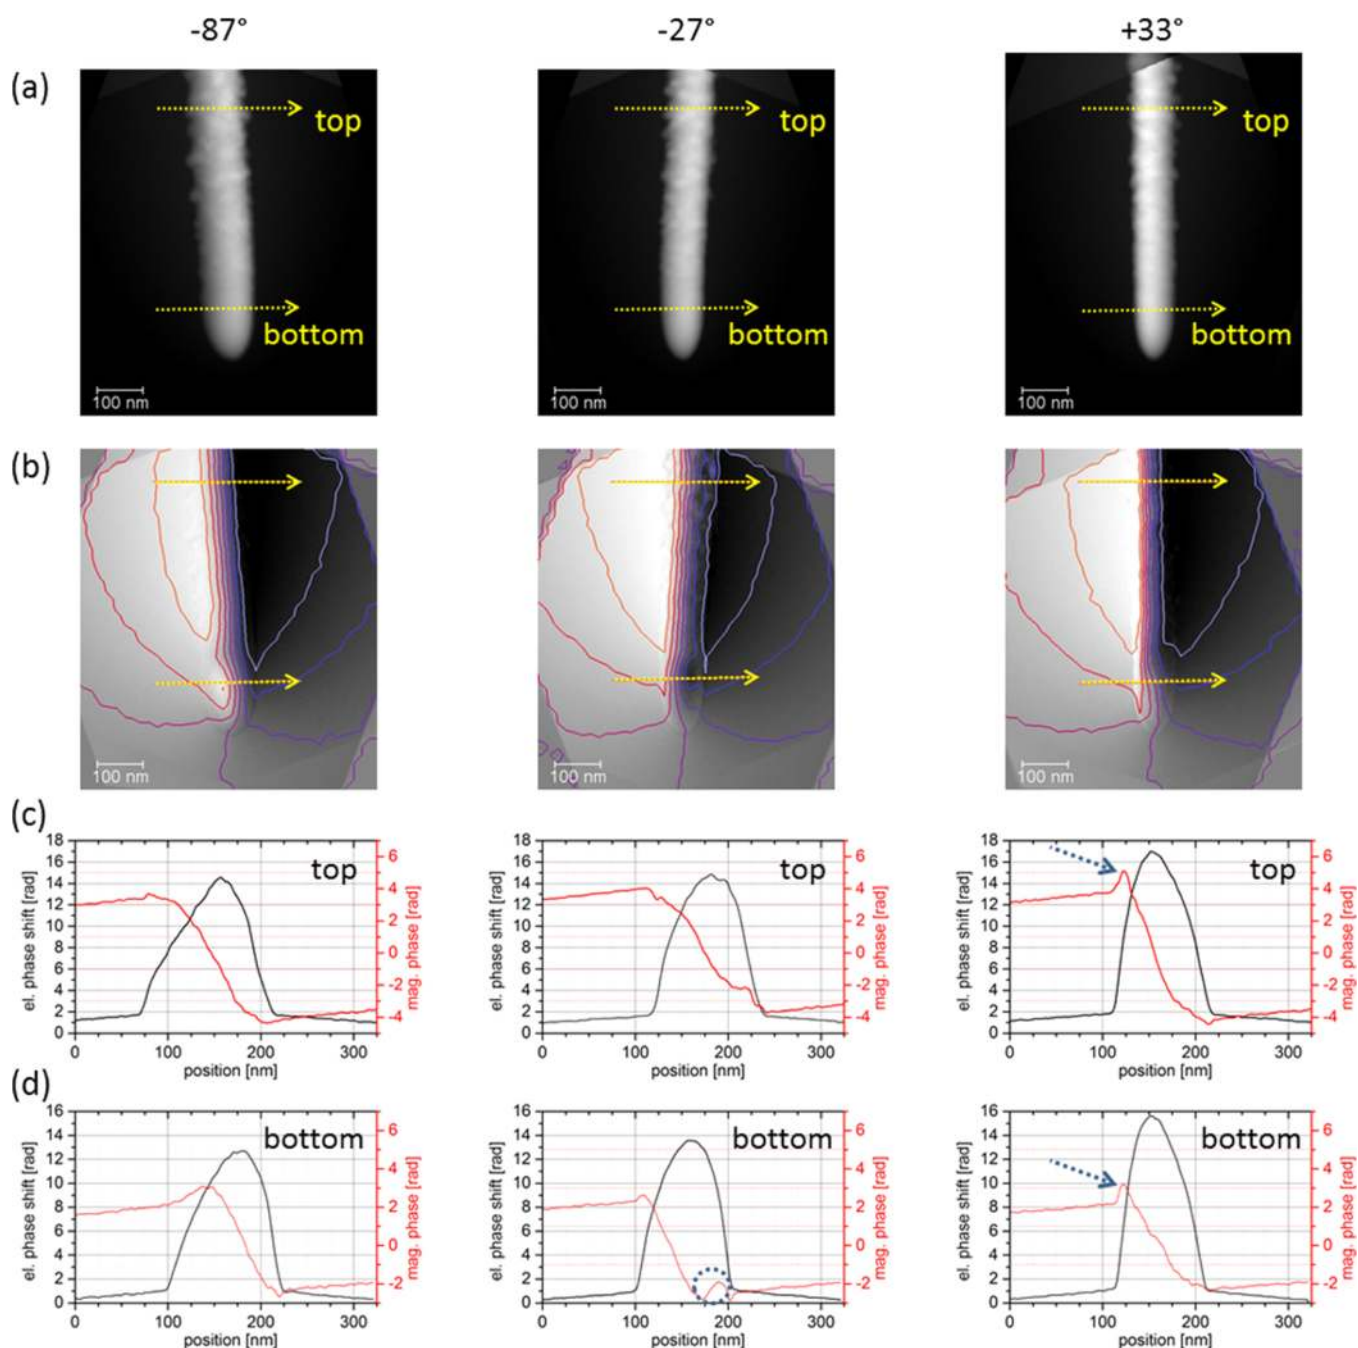 -87° -27° +33°
(a)
top top top
bottom bottom bottom
100 nm 100 nm 100 nm
(b)
100 nm 100 nm 100 nm
(c)
18 16 14 12 10 8 6 4 2 0
el. phase shift [rad]
top
6 4 2 0 -2 -4
mag. phase [rad]
0 100 200 300
position [nm]
18 16 14 12 10 8 6 4 2 0
el. phase shift [rad]
top
6 4 2 0 -2 -4
mag. phase [rad]
0 100 200 300
position [nm]
18 16 14 12 10 8 6 4 2 0
el. phase shift [rad]
top
6 4 2 0 -2 -4
mag. phase [rad]
0 100 200 300
position [nm]
(d)
16 14 12 10 8 6 4 2 0
el. phase shift [rad]
bottom
6 4 2 0 -2
mag. phase [rad]
0 100 200 300
position [nm]
16 14 12 10 8 6 4 2 0
el. phase shift [rad]
bottom
6 4 2 0 -2
mag. phase [rad]
0 100 200 300
position [nm]
16 14 12 10 8 6 4 2 0
el. phase shift [rad]
bottom
6 4 2 0 -2
mag. phase [rad]
0 100 200 300
position [nm]